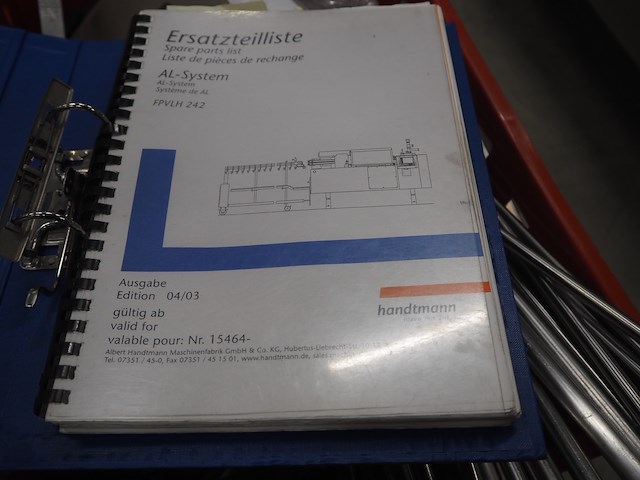 Ersatzteilliste
Spare parts list
Liste de pièces de rechange
AL-System
AL-System
Système de AL
FPVLH 242
Ausgabe
Edition 04/03
gültig ab
valid for
valable pour: Nr. 15464-
handtmann
Albert Handtmann Maschinenfabrik GmbH & Co. KG, Hubertus-Liebrecht
Tel. 07351 / 45-0, Fax 07351 / 45 15 01, www.handtmann.de,